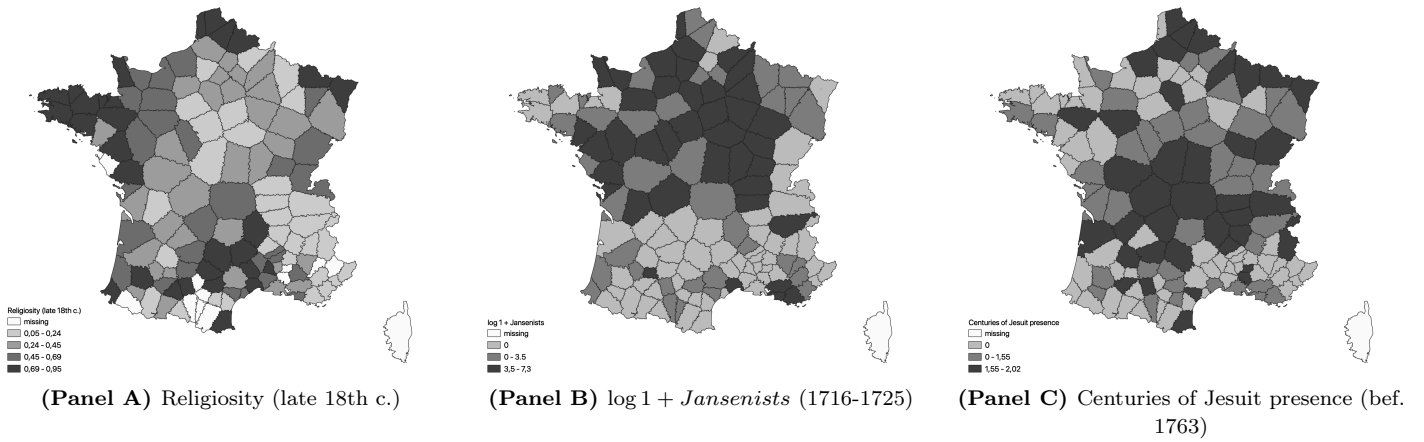 Religiosity (late 18th c.)
missing
0,05 - 0,24
0,24 - 0,45
0,45 - 0,69
0,69 - 0,95
(Panel A) Religiosity (late 18th c.)
log 1 + Jansenists
missing
0
0 - 3.5
3,5 - 7,3
(Panel B) log 1 + Jansenists (1716-1725)
Centuries of Jesuit presence
missing
0
0 - 1,55
1,55 - 2,02
(Panel C) Centuries of Jesuit presence (bef.
1763)